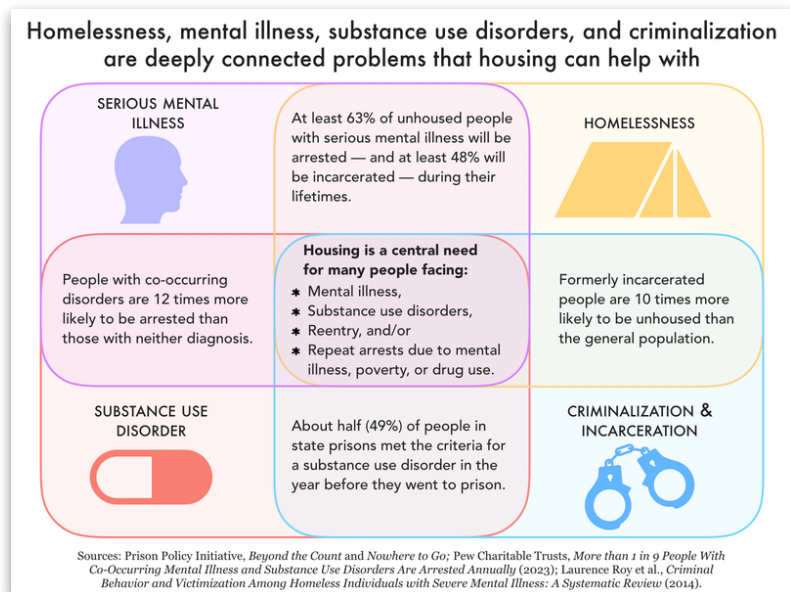 Homelessness, mental illness, substance use disorders, and criminalization
are deeply connected problems that housing can help with
SERIOUS MENTAL
ILLNESS
At least 63% of unhoused people
with serious mental illness will be
arrested — and at least 48% will
be incarcerated — during their
lifetimes.
HOMELESSNESS
People with co-occurring
disorders are 12 times more
likely to be arrested than
those with neither diagnosis.
Housing is a central need
for many people facing:
✱ Mental illness,
✱ Substance use disorders,
✱ Reentry, and/or
✱ Repeat arrests due to mental
illness, poverty, or drug use.
Formerly incarcerated
people are 10 times more
likely to be unhoused than
the general population.
SUBSTANCE USE
DISORDER
About half (49%) of people in
state prisons met the criteria for
a substance use disorder in the
year before they went to prison.
CRIMINALIZATION &
INCARCERATION
Sources: Prison Policy Initiative, Beyond the Count and Nowhere to Go; Pew Charitable Trusts, More than 1 in 9 People With
Co-Occurring Mental Illness and Substance Use Disorders Are Arrested Annually (2023); Laurence Roy et al., Criminal
Behavior and Victimization Among Homeless Individuals with Severe Mental Illness: A Systematic Review (2014).